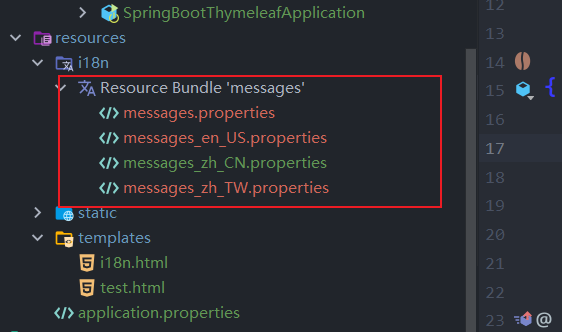 SpringBootThymeleafApplication
resources
i18n
Resource Bundle 'messages'
messages.properties
messages_en_US.properties
messages_zh_CN.properties
messages_zh_TW.properties
static
templates
i18n.html
test.html
application.properties
12
13
14
15 {
16
17
18
19
20
21
22
23 @